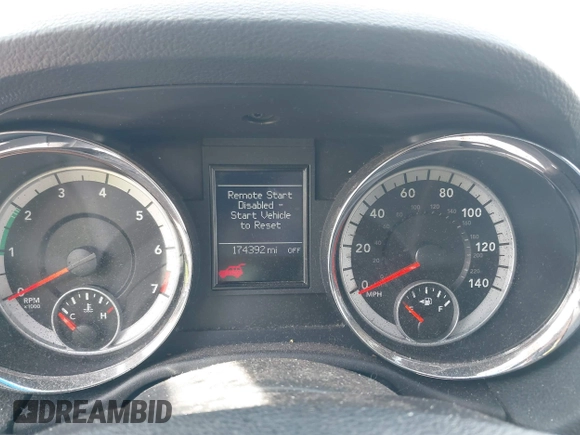 Remote Start
Disabled -
Start Vehicle
to Reset
174392 mi OFF
0 1 2 3 4 5 6 7
RPM
x1000
C H
0 20 40 60 80 100 120 140
MPH
F
DREAMBID